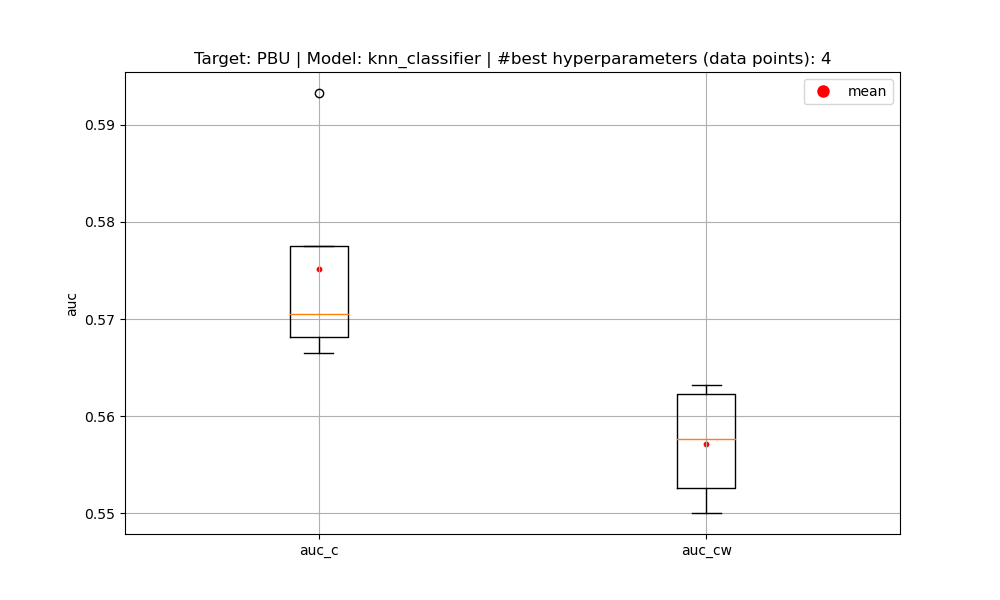 Target: PBU | Model: knn_classifier | #best hyperparameters (data points): 4
mean
0.59
0.58
0.57
0.56
0.55
auc
auc_c
auc_cw